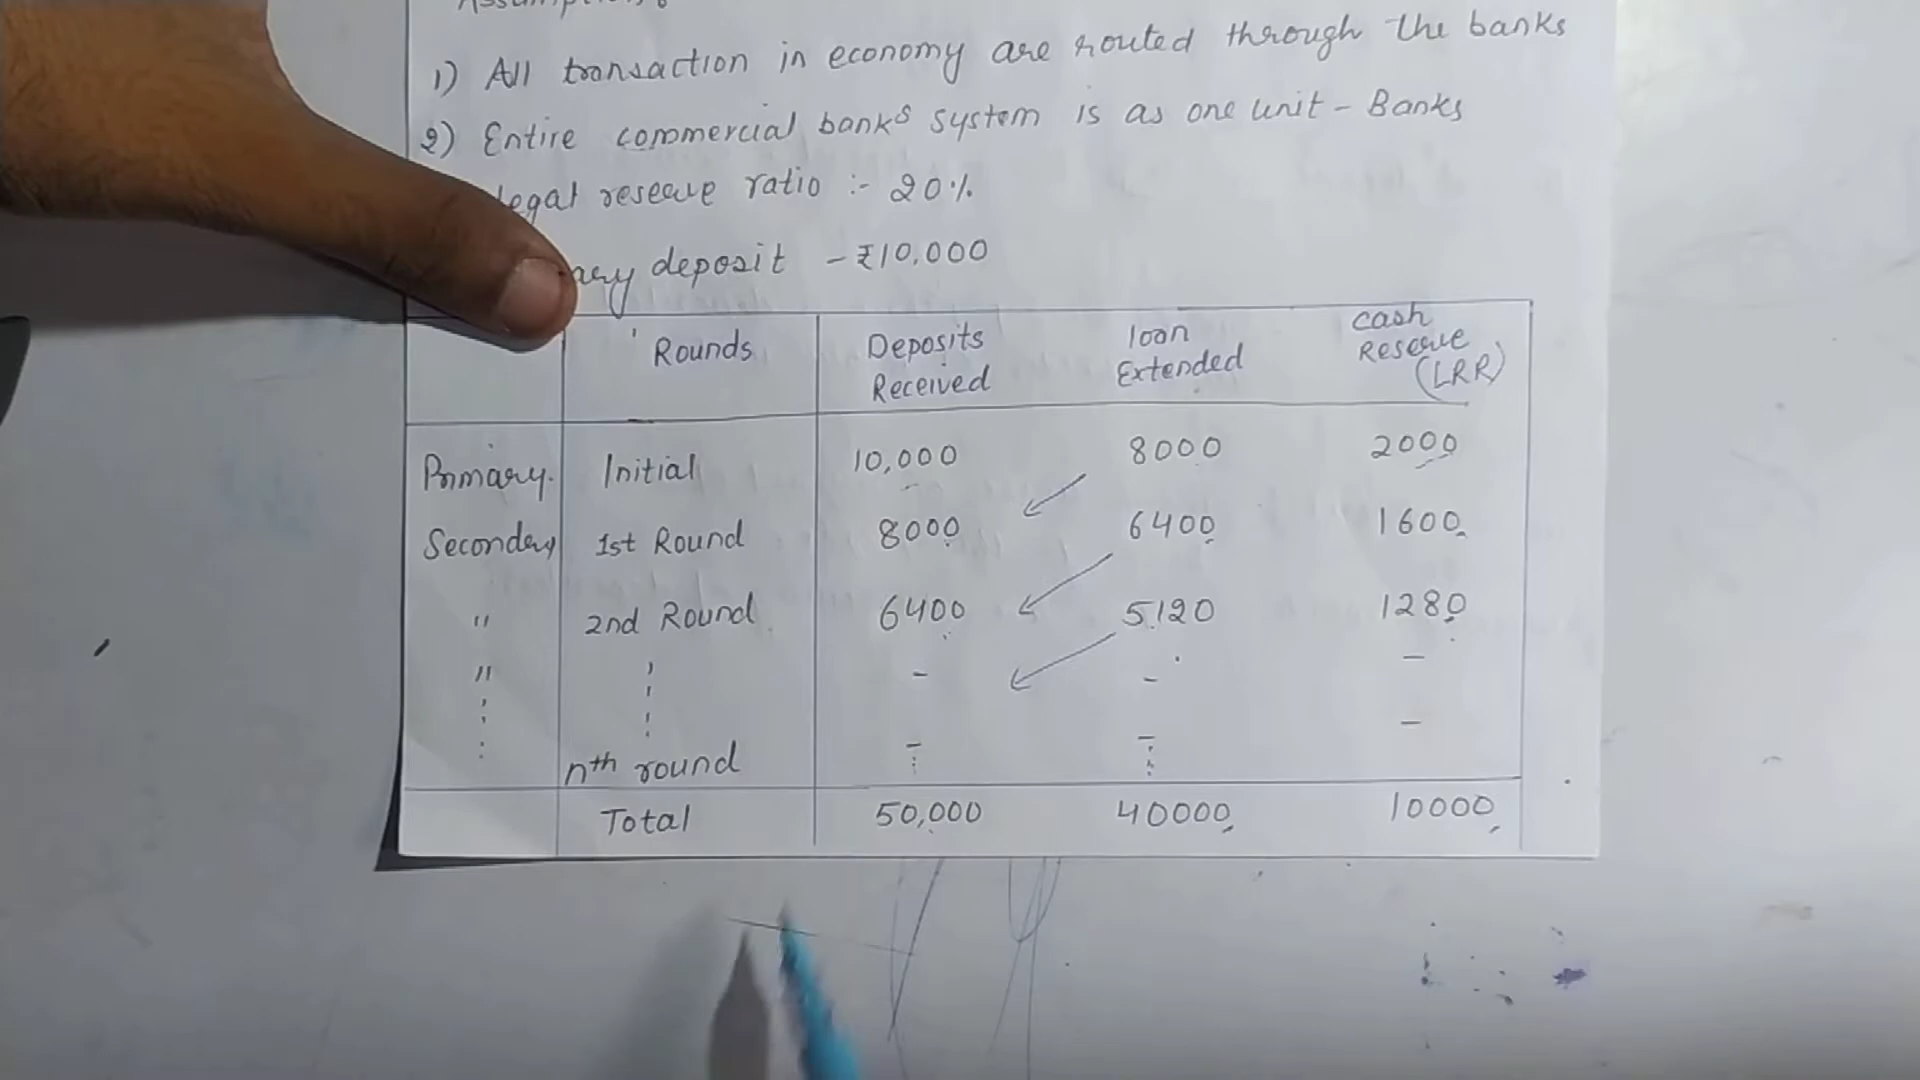 1) All transaction in economy are routed through the banks
2) Entire commercial banks system is as one unit - Banks
legal reserve ratio :- 20%
deposit - ₹10,000
Rounds Deposits Received loan Extended Cash Reserve (LRR)
Primary. Initial 10,000 8000 2000
Secondary 1st Round 8000 6400 1600
" 2nd Round 6400 5120 1280
" - - -
nth round - - -
Total 50,000 40000 10000